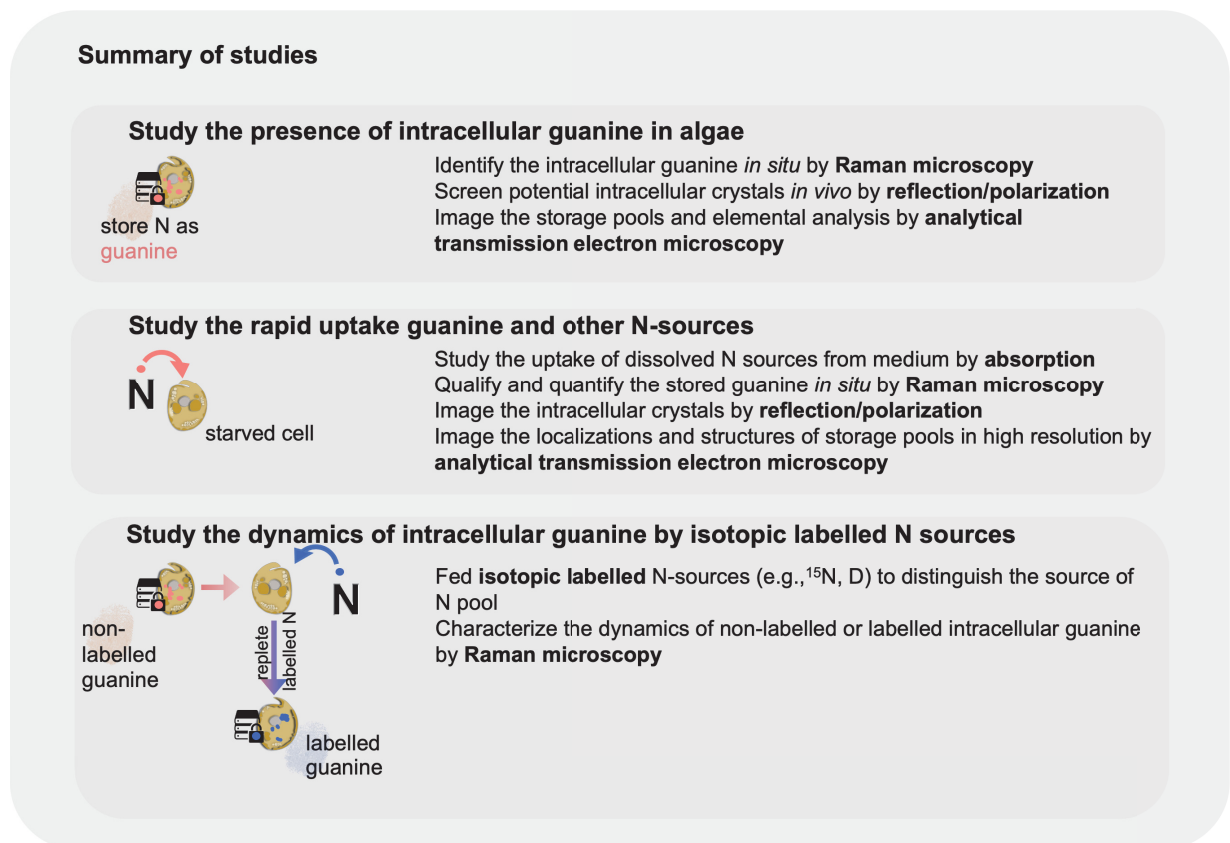 Summary of studies
Study the presence of intracellular guanine in algae
store N as
guanine
Identify the intracellular guanine in situ by Raman microscopy
Screen potential intracellular crystals in vivo by reflection/polarization
Image the storage pools and elemental analysis by analytical
transmission electron microscopy
Study the rapid uptake guanine and other N-sources
N
starved cell
Study the uptake of dissolved N sources from medium by absorption
Qualify and quantify the stored guanine in situ by Raman microscopy
Image the intracellular crystals by reflection/polarization
Image the localizations and structures of storage pools in high resolution by
analytical transmission electron microscopy
Study the dynamics of intracellular guanine by isotopic labelled N sources
non-
labelled
guanine
N
replete
labelled N
labelled
guanine
Fed isotopic labelled N-sources (e.g.,¹⁵N, D) to distinguish the source of
N pool
Characterize the dynamics of non-labelled or labelled intracellular guanine
by Raman microscopy